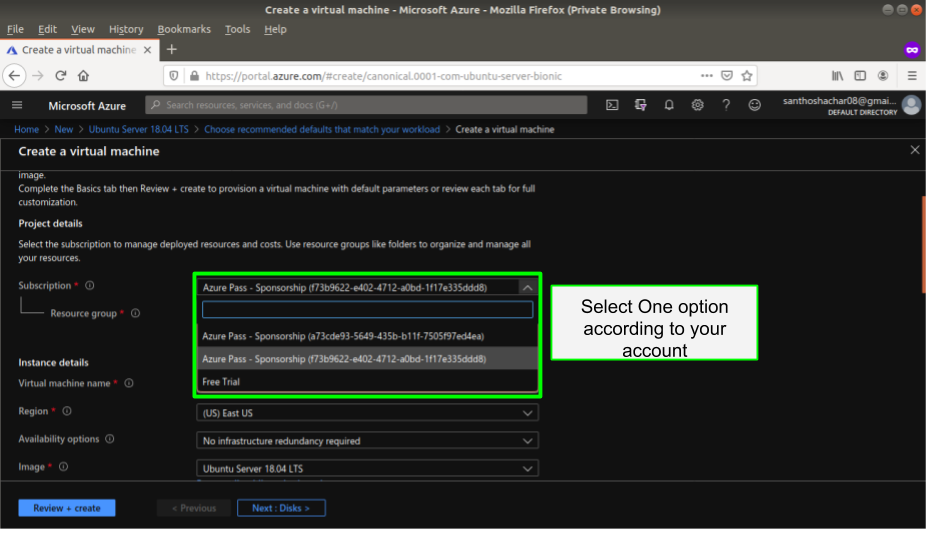 Create a virtual machine - Microsoft Azure - Mozilla Firefox (Private Browsing)
File Edit View History Bookmarks Tools Help
Create a virtual machine
https://portal.azure.com/#create/canonical.0001-com-ubuntu-server-bionic
Microsoft Azure
Search resources, services, and docs (G+/)
santhoshachar08@gmai...
DEFAULT DIRECTORY
Home > New > Ubuntu Server 18.04 LTS > Choose recommended defaults that match your workload > Create a virtual machine
Create a virtual machine
image.
Complete the Basics tab then Review + create to provision a virtual machine with default parameters or review each tab for full
customization.
Project details
Select the subscription to manage deployed resources and costs. Use resource groups like folders to organize and manage all
your resources.
Subscription *
Azure Pass - Sponsorship (f73b9622-e402-4712-a0bd-1f17e335ddd8)
Resource group *
Azure Pass - Sponsorship (a73cde93-5649-435b-b11f-7505f97ed4ea)
Azure Pass - Sponsorship (f73b9622-e402-4712-a0bd-1f17e335ddd8)
Free Trial
Select One option
according to your
account
Instance details
Virtual machine name *
Region *
(US) East US
Availability options
No infrastructure redundancy required
Image *
Ubuntu Server 18.04 LTS
Review + create
< Previous
Next : Disks >